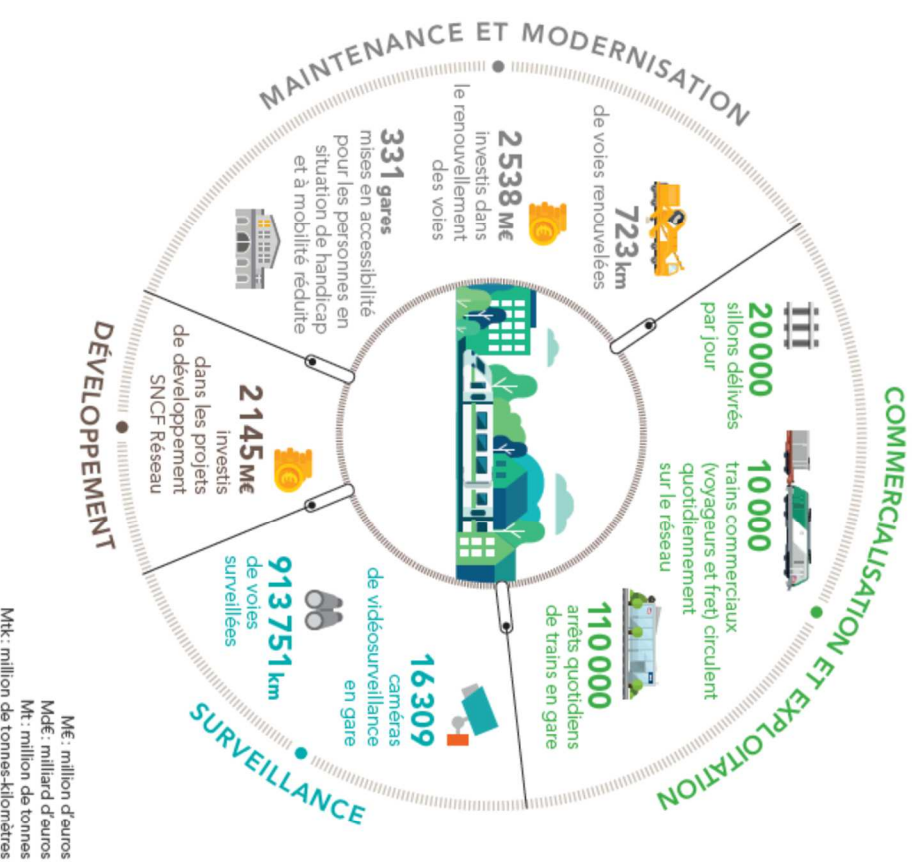 MAINTENANCE ET MODERNISATION
723 km
de voies renouvelées
2 538 M€
investis dans
le renouvellement
des voies
331 gares
mises en accessibilité
pour les personnes en
situation de handicap
et à mobilité réduite
COMMERCIALISATION ET EXPLOITATION
20 000
sillons délivrés
par jour
10 000
trains commerciaux
(voyageurs et fret) circulent
quotidiennement
sur le réseau
110 000
arrêts quotidiens
de trains en gare
SURVEILLANCE
16 309
caméras
de vidéosurveillance
en gare
913 751 km
de voies
surveillées
DÉVELOPPEMENT
2 145 M€
investis
dans les projets
de développement
SNCF Réseau
M€ : million d'euros
Md€ : milliard d'euros
Mt : million de tonnes
Mtk : million de tonnes-kilomètres